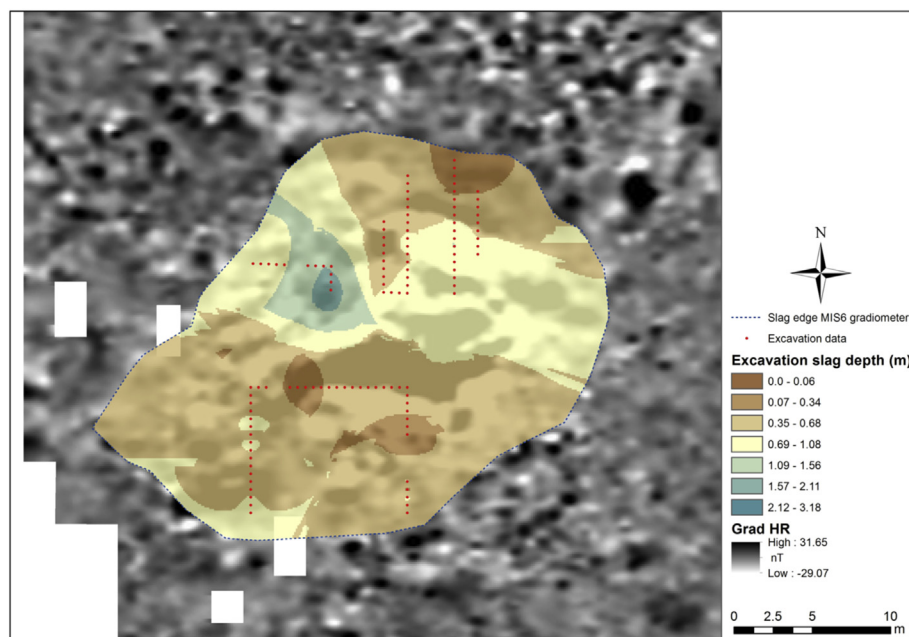 N
Slag edge MIS6 gradiometer
Excavation data
Excavation slag depth (m)
0.0 - 0.06
0.07 - 0.34
0.35 - 0.68
0.69 - 1.08
1.09 - 1.56
1.57 - 2.11
2.12 - 3.18
Grad HR
High : 31.65
nT
Low : -29.07
0 2.5 5 10
m